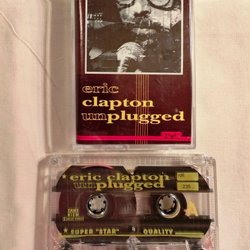 eric
clapton
unplugged
eric clapton
unplugged
A
SUPER "STAR" QUALITY